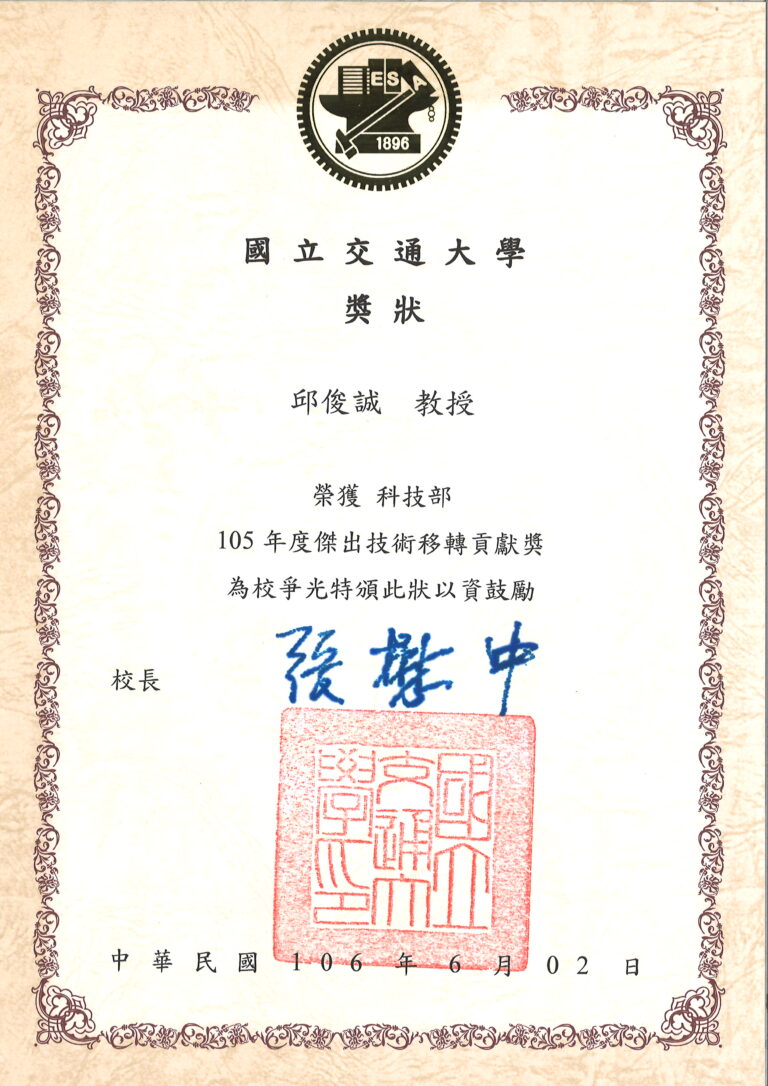 ESA
1896
國立交通大學
獎狀
邱俊誠 教授
榮獲 科技部
105 年度傑出技術移轉貢獻獎
為校爭光特頒此狀以資鼓勵
校長 張懋中
國立交通大學印
中華民國 106 年 6 月 02 日